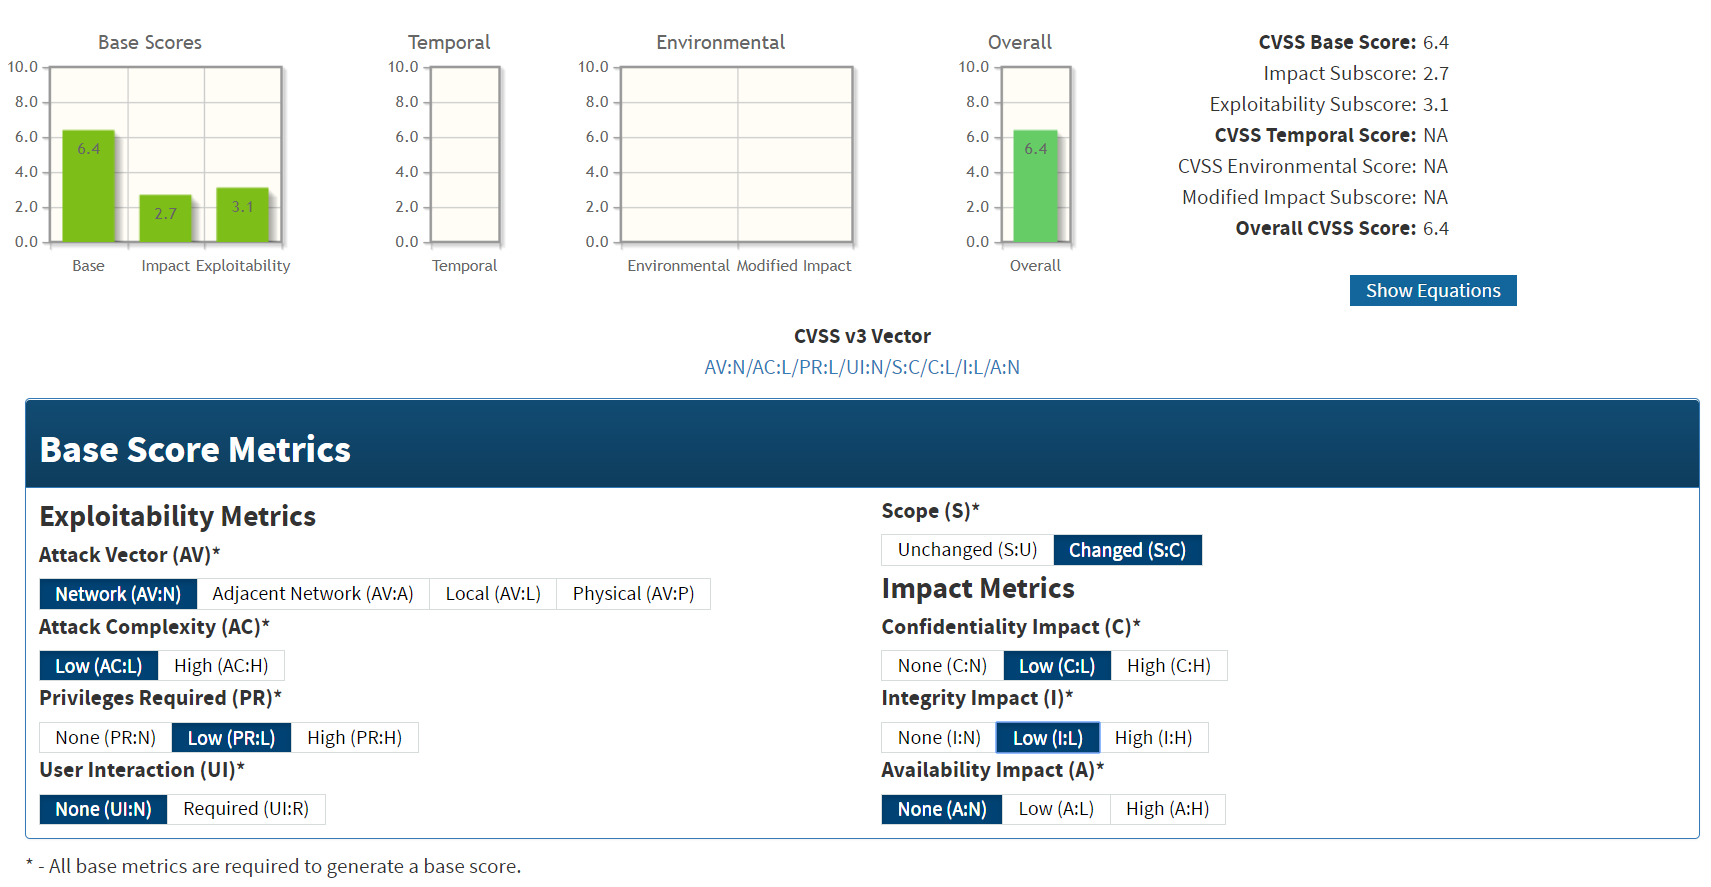 Base Scores
10.0
8.0
6.0
4.0
2.0
0.0
6.4
2.7
3.1
Base Impact Exploitability
Temporal
10.0
8.0
6.0
4.0
2.0
0.0
Temporal
Environmental
10.0
8.0
6.0
4.0
2.0
0.0
Environmental Modified Impact
Overall
10.0
8.0
6.0
4.0
2.0
0.0
6.4
Overall
CVSS Base Score: 6.4
Impact Subscore: 2.7
Exploitability Subscore: 3.1
CVSS Temporal Score: NA
CVSS Environmental Score: NA
Modified Impact Subscore: NA
Overall CVSS Score: 6.4
Show Equations
CVSS v3 Vector
AV:N/AC:L/PR:L/UI:N/S:C/C:L/I:L/A:N
Base Score Metrics
Exploitability Metrics
Attack Vector (AV)*
Network (AV:N) Adjacent Network (AV:A) Local (AV:L) Physical (AV:P)
Attack Complexity (AC)*
Low (AC:L) High (AC:H)
Privileges Required (PR)*
None (PR:N) Low (PR:L) High (PR:H)
User Interaction (UI)*
None (UI:N) Required (UI:R)
Scope (S)*
Unchanged (S:U) Changed (S:C)
Impact Metrics
Confidentiality Impact (C)*
None (C:N) Low (C:L) High (C:H)
Integrity Impact (I)*
None (I:N) Low (I:L) High (I:H)
Availability Impact (A)*
None (A:N) Low (A:L) High (A:H)
* - All base metrics are required to generate a base score.